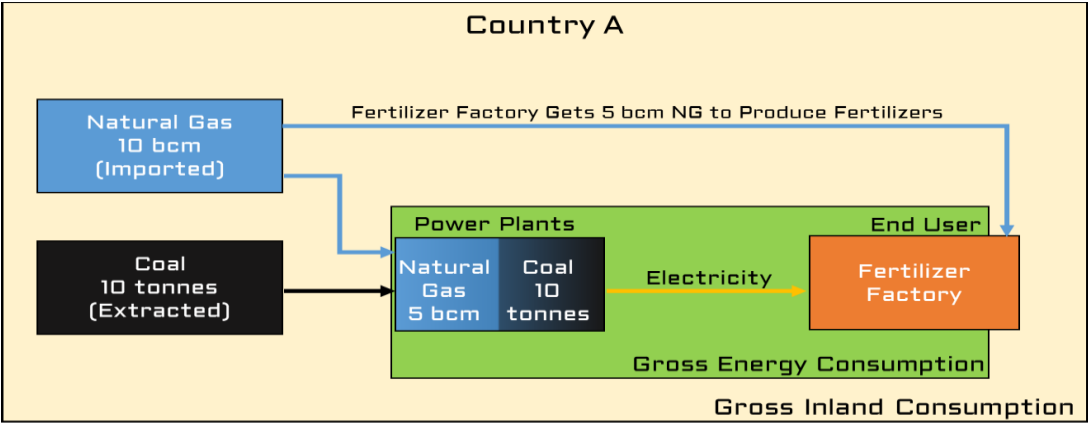 Country A
Natural Gas
10 bcm
(Imported)
Fertilizer Factory Gets 5 bcm NG to Produce Fertilizers
Coal
10 tonnes
(Extracted)
Power Plants
End User
Natural
Gas
5 bcm
Coal
10
tonnes
Electricity
Fertilizer
Factory
Gross Energy Consumption
Gross Inland Consumption